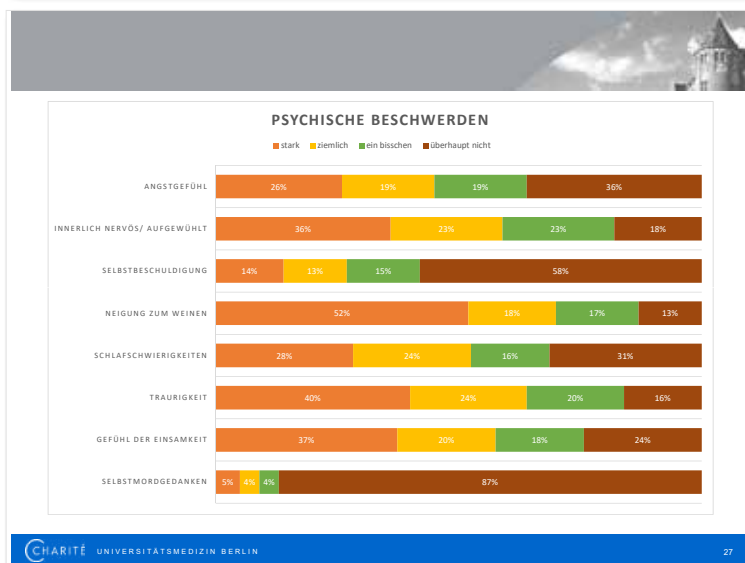 PSYCHISCHE BESCHWERDEN
stark ziemlich ein bisschen überhaupt nicht
ANGSTGEFÜHL 26% 19% 19% 36%
INNERLICH NERVÖS/ AUFGEWÜHLT 36% 23% 23% 18%
SELBSTBESCHULDIGUNG 14% 13% 15% 58%
NEIGUNG ZUM WEINEN 52% 18% 17% 13%
SCHLAFSCHWIERIGKEITEN 28% 24% 16% 31%
TRAURIGKEIT 40% 24% 20% 16%
GEFÜHL DER EINSAMKEIT 37% 20% 18% 24%
SELBSTMORDGEDANKEN 5% 4% 4% 87%
CHARITÉ UNIVERSITÄTSMEDIZIN BERLIN 27